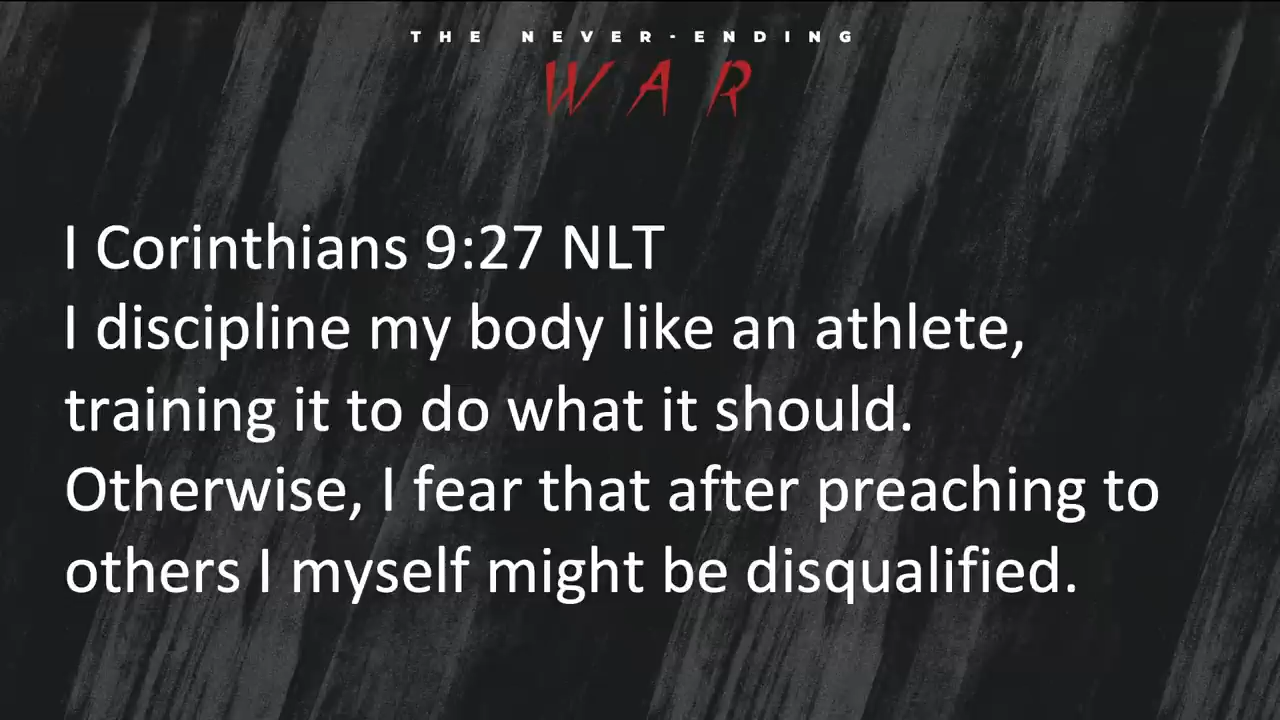 THE NEVER-ENDING
WAR
I Corinthians 9:27 NLT
I discipline my body like an athlete,
training it to do what it should.
Otherwise, I fear that after preaching to
others I myself might be disqualified.